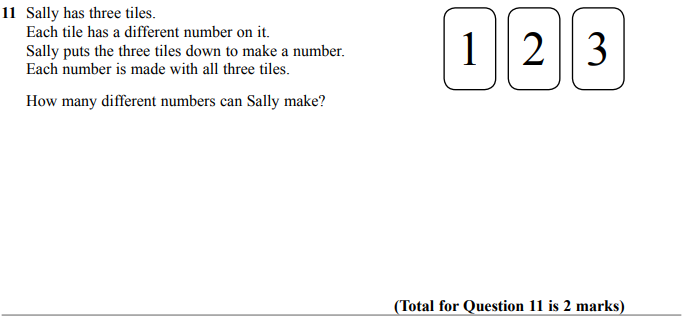 11 Sally has three tiles.
Each tile has a different number on it.
Sally puts the three tiles down to make a number.
Each number is made with all three tiles.
How many different numbers can Sally make?
1 2 3
(Total for Question 11 is 2 marks)